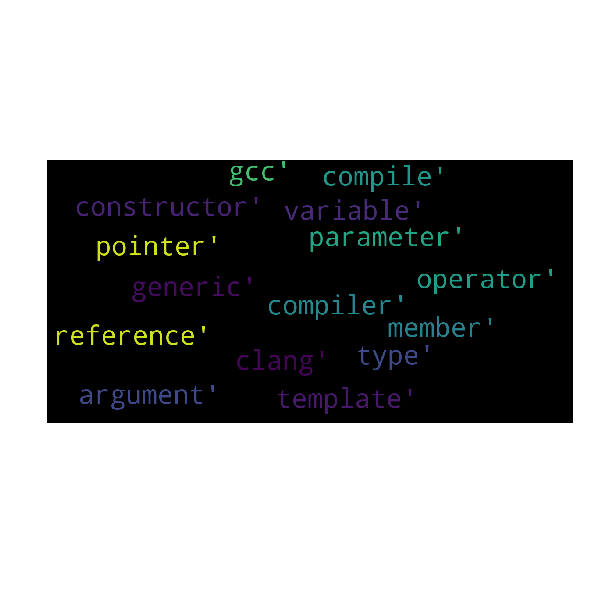 gcc'
compile'
constructor'
variable'
parameter'
pointer'
operator'
generic'
compiler'
member'
reference'
type'
clang'
argument'
template'